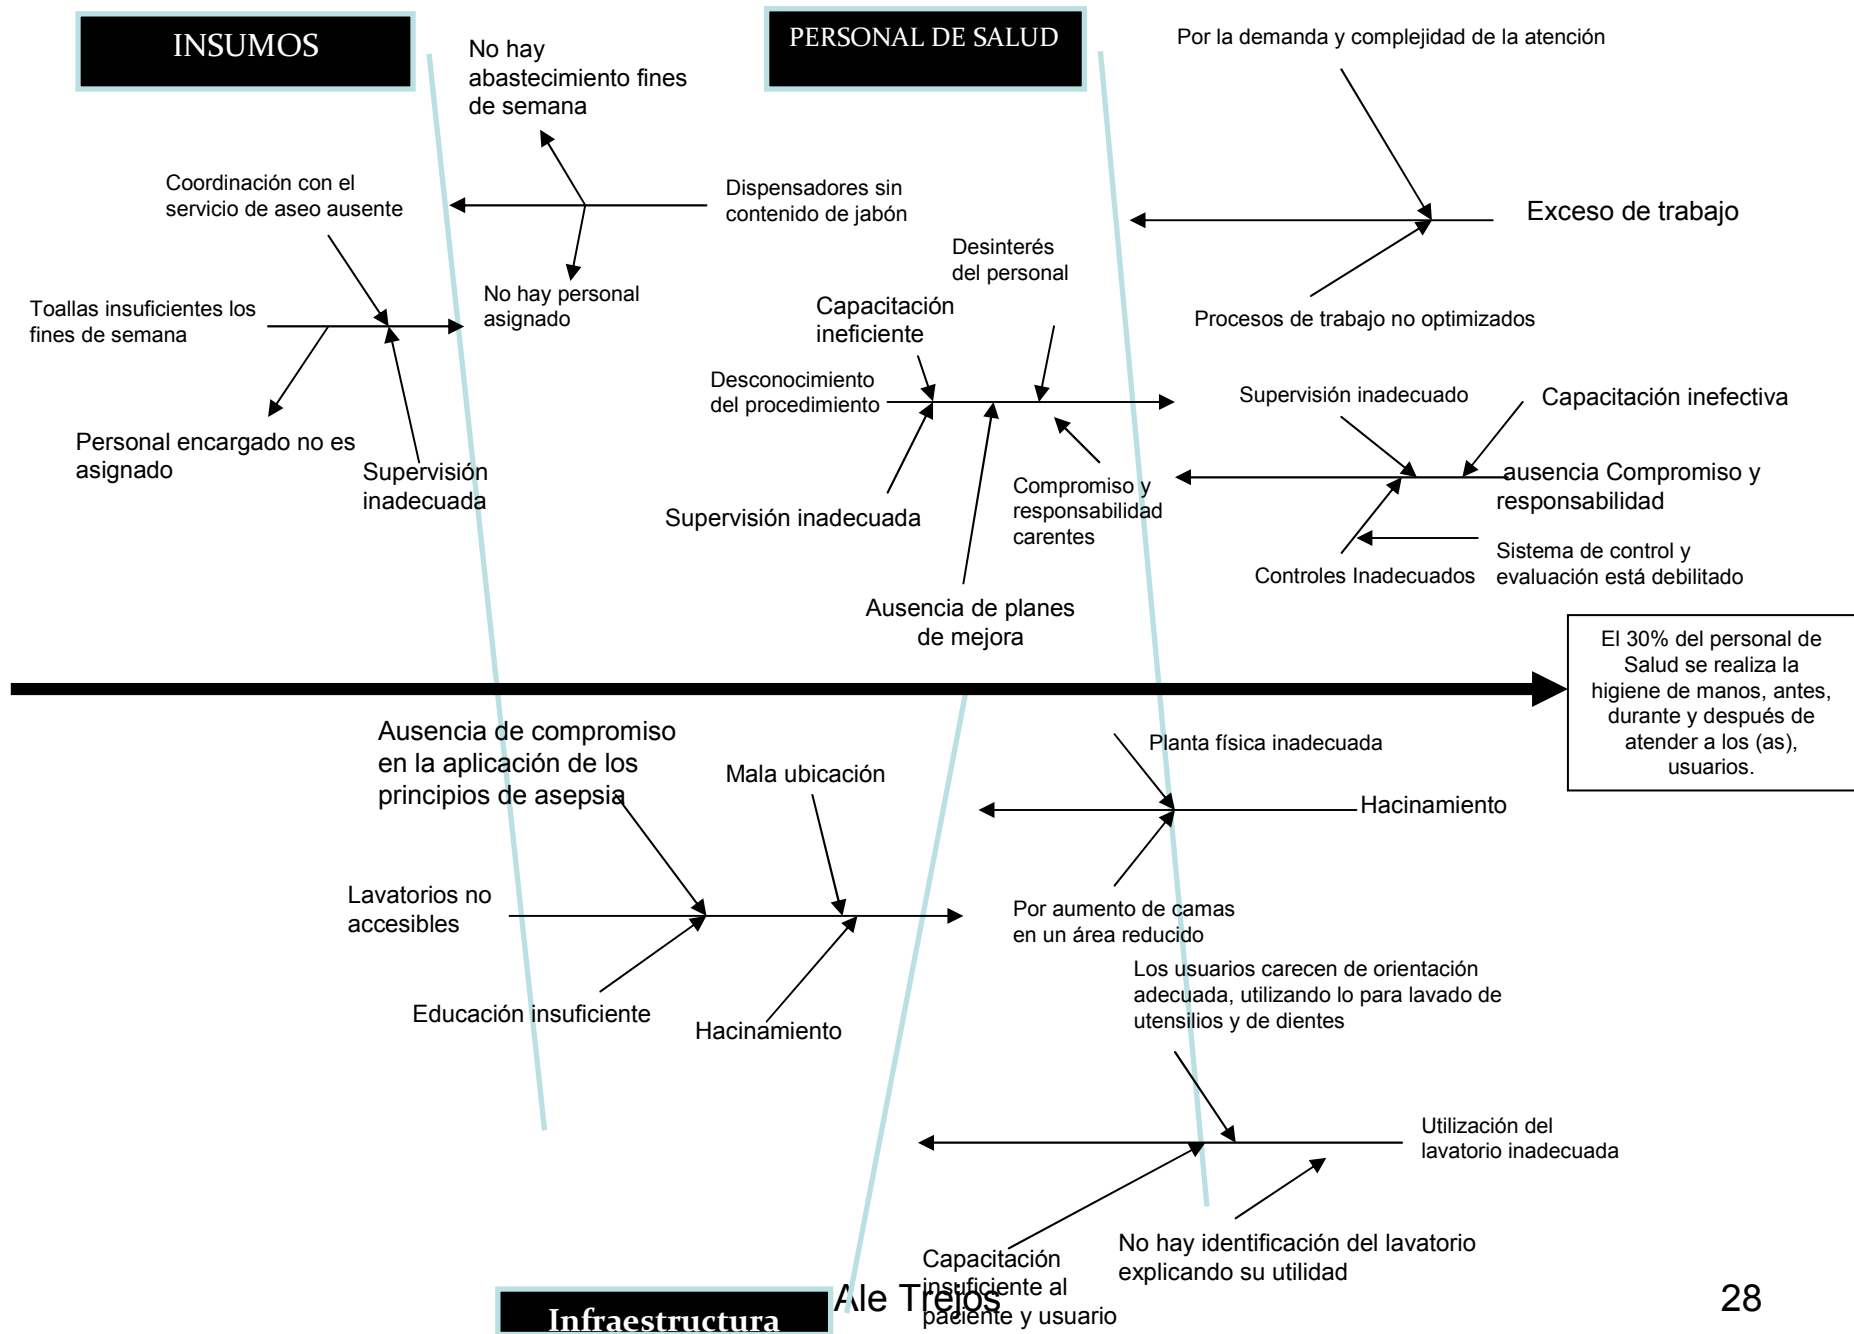 INSUMOS
No hay
abastecimiento fines
de semana
PERSONAL DE SALUD
Por la demanda y complejidad de la atención
Coordinación con el
servicio de aseo ausente
Dispensadores sin
contenido de jabón
Exceso de trabajo
Desinterés
del personal
No hay personal
asignado
Toallas insuficientes los
fines de semana
Capacitación
ineficiente
Procesos de trabajo no optimizados
Desconocimiento
del procedimiento
Supervisión inadecuado
Capacitación inefectiva
Personal encargado no es
asignado
Supervisión
inadecuada
Supervisión inadecuada
Compromiso y
responsabilidad
carentes
ausencia Compromiso y
responsabilidad
Controles Inadecuados
Sistema de control y
evaluación está debilitado
Ausencia de planes
de mejora
El 30% del personal de
Salud se realiza la
higiene de manos, antes,
durante y después de
atender a los (as),
usuarios.
Ausencia de compromiso
en la aplicación de los
principios de asepsia
Mala ubicación
Planta física inadecuada
Hacinamiento
Lavatorios no
accesibles
Por aumento de camas
en un área reducido
Educación insuficiente
Hacinamiento
Los usuarios carecen de orientación
adecuada, utilizando lo para lavado de
utensilios y de dientes
Utilización del
lavatorio inadecuada
Capacitación
insuficiente al
paciente y usuario
No hay identificación del lavatorio
explicando su utilidad
Infraestructura
Ale Trejos
28